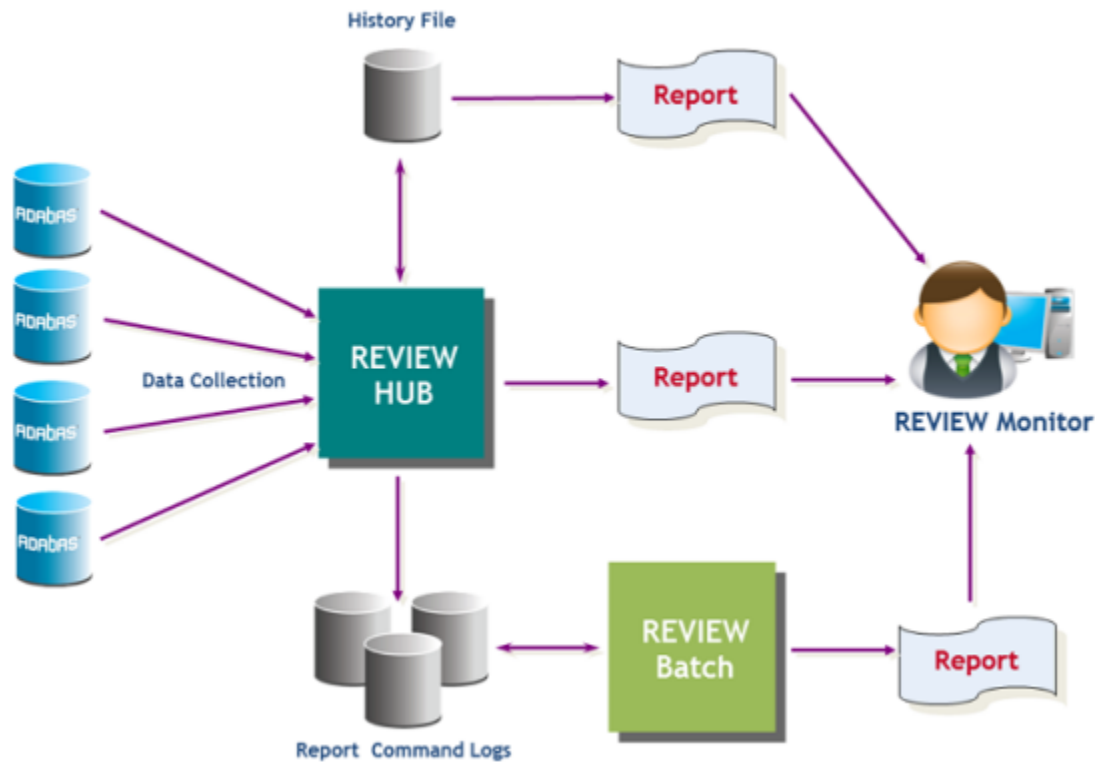 History File
Report
ADABAS
ADABAS
Data Collection
ADABAS
ADABAS
REVIEW
HUB
Report
REVIEW Monitor
REVIEW
Batch
Report
Report Command Logs